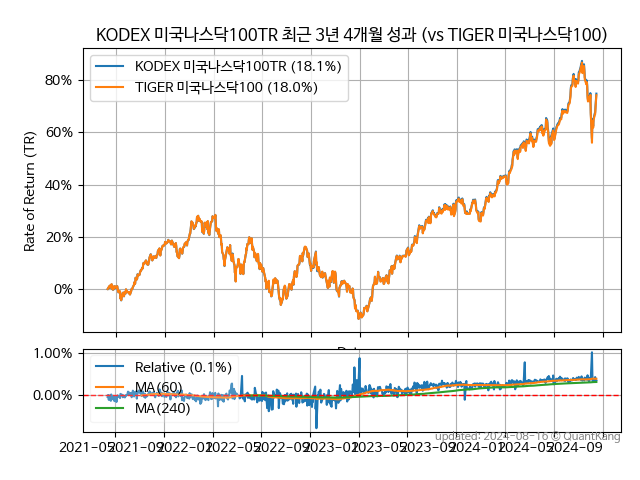 KODEX 미국나스닥100TR 최근 3년 4개월 성과 (vs TIGER 미국나스닥100)
KODEX 미국나스닥100TR (18.1%)
TIGER 미국나스닥100 (18.0%)
Rate of Return (TR)
80%
60%
40%
20%
0%
1.00%
0.00%
Relative (0.1%)
MA(60)
MA(240)
2021-05 2021-09 2022-01 2022-05 2022-09 2023-01 2023-05 2023-09 2024-01 2024-05 2024-09
updated: 2024-08-16 © QuantKang